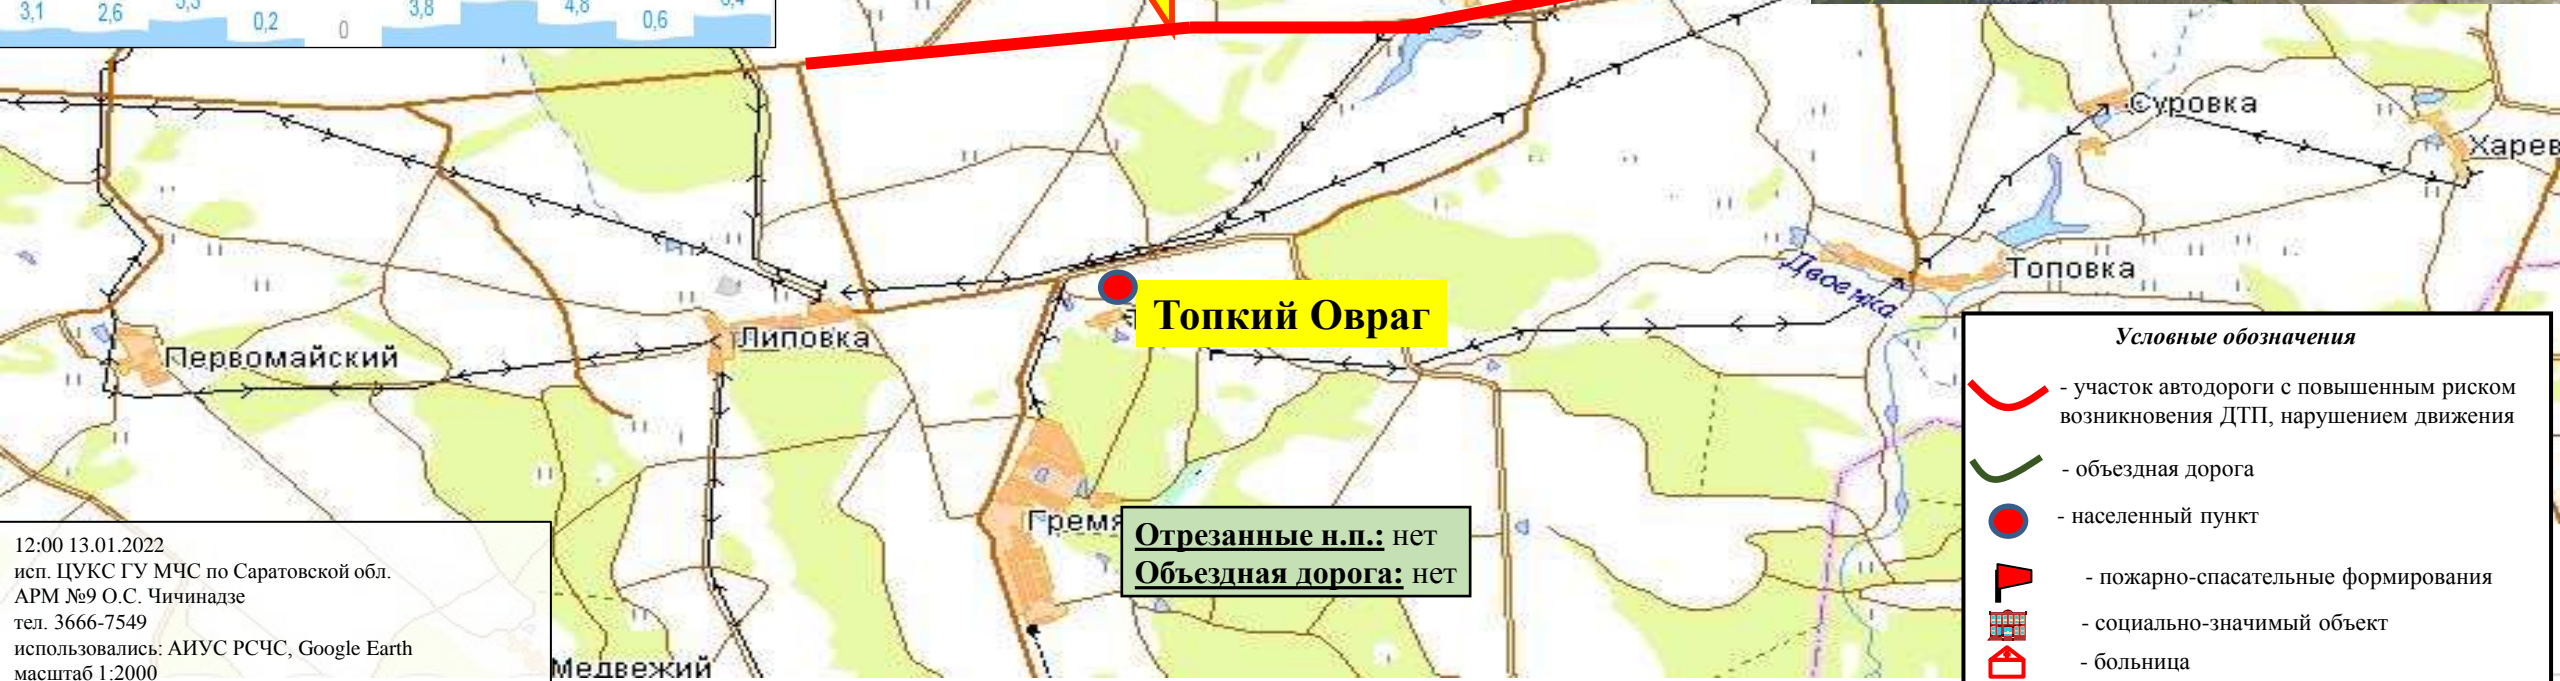 3,1 2,6 0,2 0 3,8 4,8 0,6
Суровка
Харев
Двоенка
Топовка
Топкий Овраг
Липовка
Первомайский
Гремя
Медвежий
Отрезанные н.п.: нет
Объездная дорога: нет
12:00 13.01.2022
исп. ЦУКС ГУ МЧС по Саратовской обл.
АРМ №9 О.С. Чичинадзе
тел. 3666-7549
использовались: АИУС РСЧС, Google Earth
масштаб 1:2000
Условные обозначения
- участок автодороги с повышенным риском
возникновения ДТП, нарушением движения
- объездная дорога
- населенный пункт
- пожарно-спасательные формирования
- социально-значимый объект
- больница